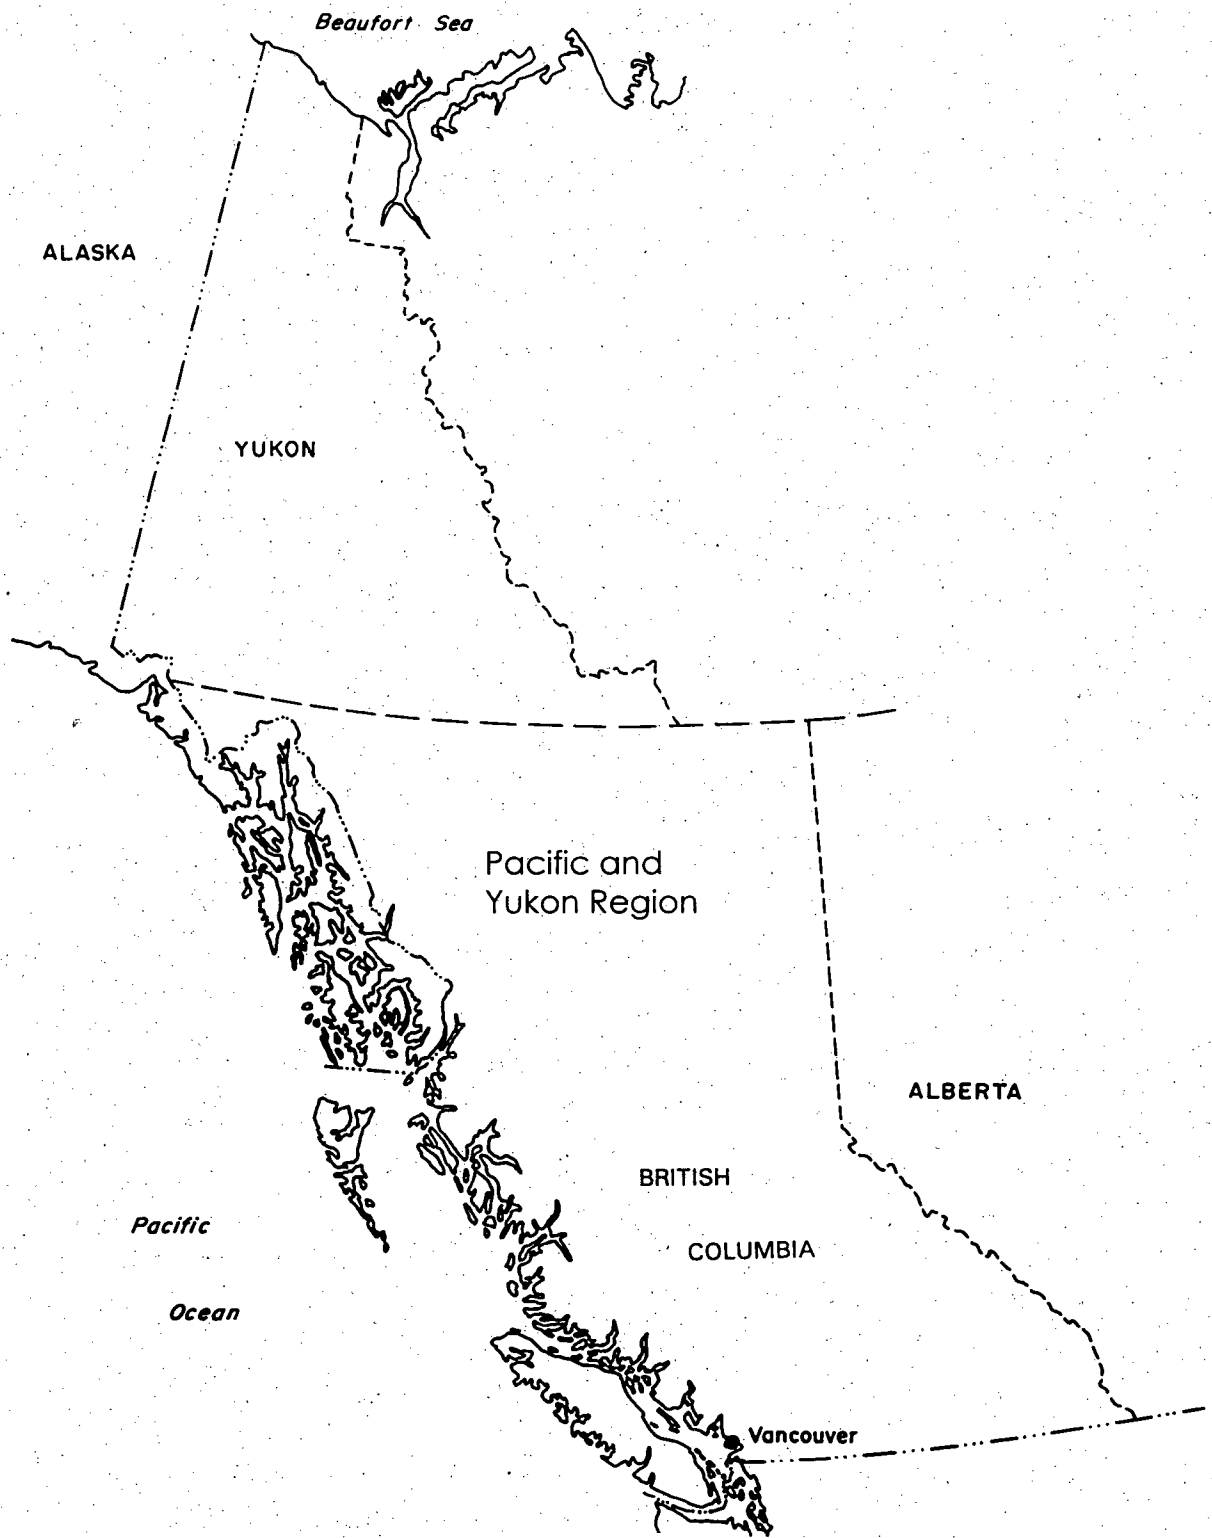 Beaufort Sea
ALASKA
YUKON
Pacific and
Yukon Region
ALBERTA
BRITISH
COLUMBIA
Pacific
Ocean
Vancouver